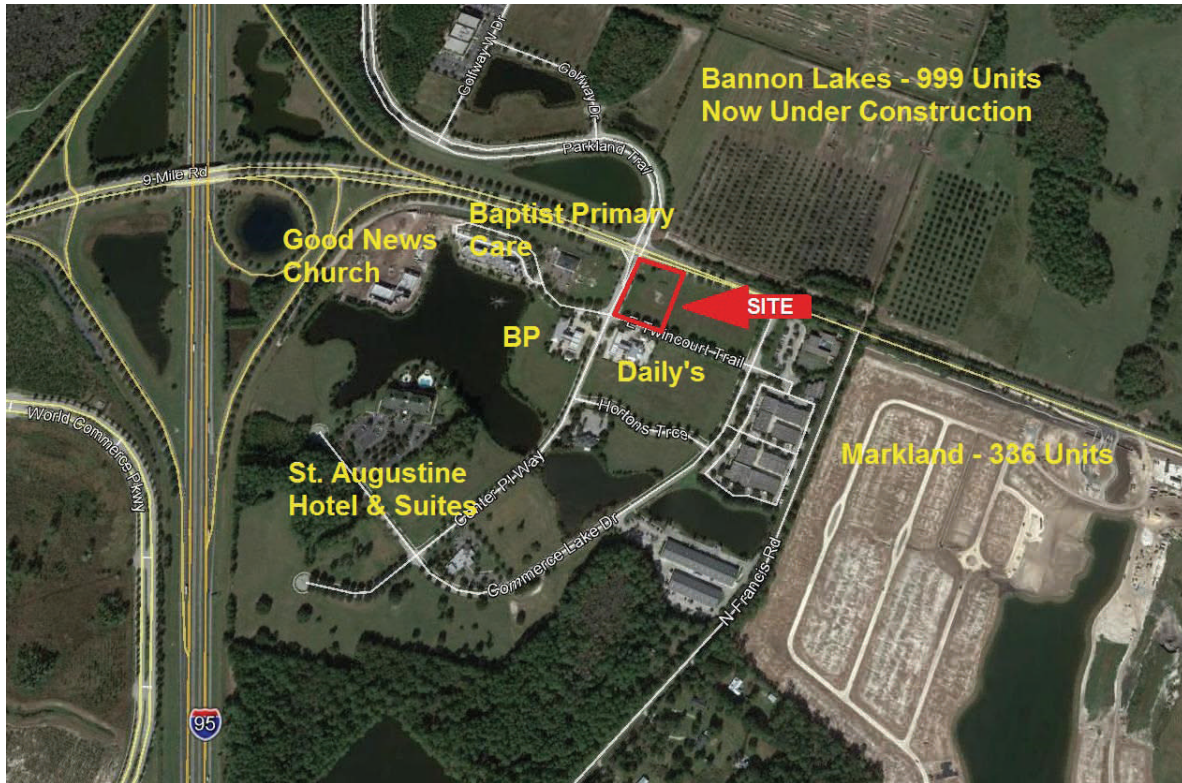 Golfway W Dr
Bannon Lakes - 999 Units
Now Under Construction
Golfway Dr
Parkland Trail
9-Mile Rd
Baptist Primary
Care
Good News
Church
SITE
BP
E Twincourt Trail
Daily's
Hortons Trce
World Commerce Pkwy
St. Augustine
Hotel & Suites
Center Pl Way
Markland - 336 Units
Commerce Lake Dr
N Francis Rd
95